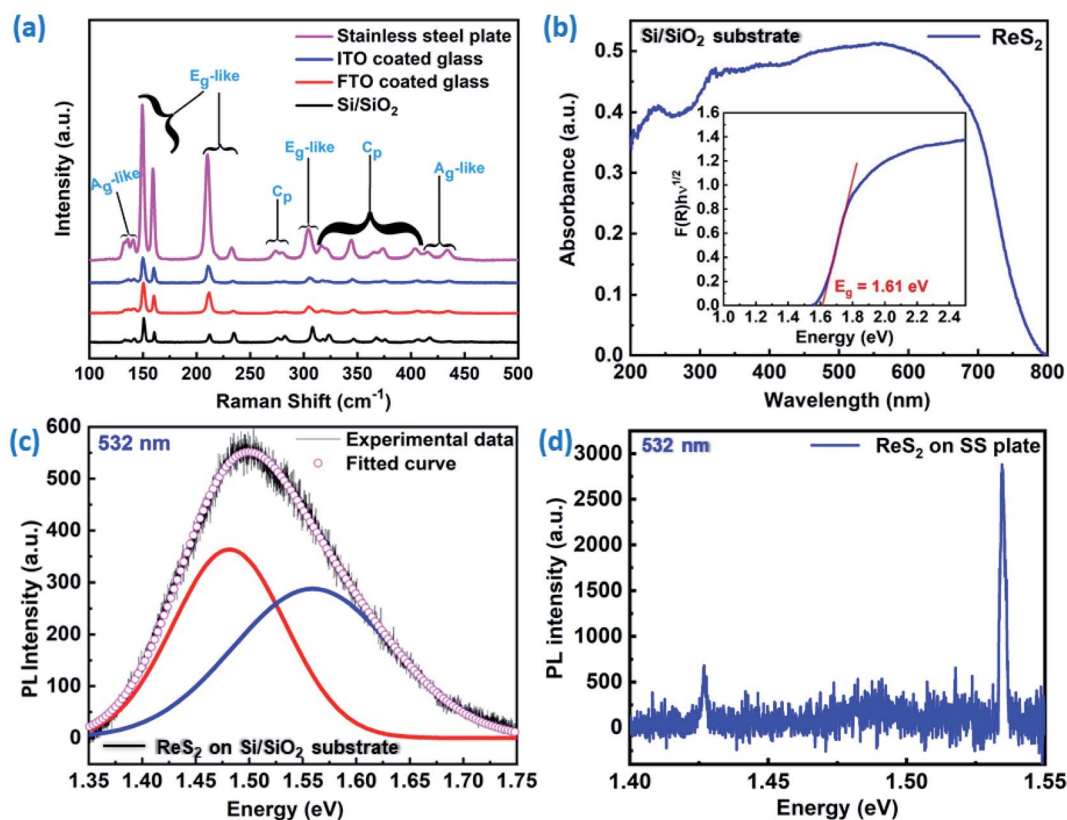 (a)
Stainless steel plate
ITO coated glass
FTO coated glass
Si/SiO₂
Eg-like
Ag-like
Eg-like
Cp
Cp
Ag-like
Intensity (a.u.)
100 150 200 250 300 350 400 450 500
Raman Shift (cm⁻¹)
(b)
Si/SiO₂ substrate
ReS₂
Absorbance (a.u.)
0.5
0.4
0.3
0.2
0.1
0.0
200 300 400 500 600 700 800
Wavelength (nm)
F(R)hν^1/2
1.6
1.4
1.2
1.0
0.8
0.6
0.4
0.2
0.0
1.0 1.2 1.4 1.6 1.8 2.0 2.2 2.4
Energy (eV)
Eg = 1.61 eV
(c)
532 nm
Experimental data
Fitted curve
PL Intensity (a.u.)
600
500
400
300
200
100
0
ReS₂ on Si/SiO₂ substrate
1.35 1.40 1.45 1.50 1.55 1.60 1.65 1.70 1.75
Energy (eV)
(d)
532 nm
ReS₂ on SS plate
PL intensity (a.u.)
3000
2500
2000
1500
1000
500
0
1.40 1.45 1.50 1.55
Energy (eV)